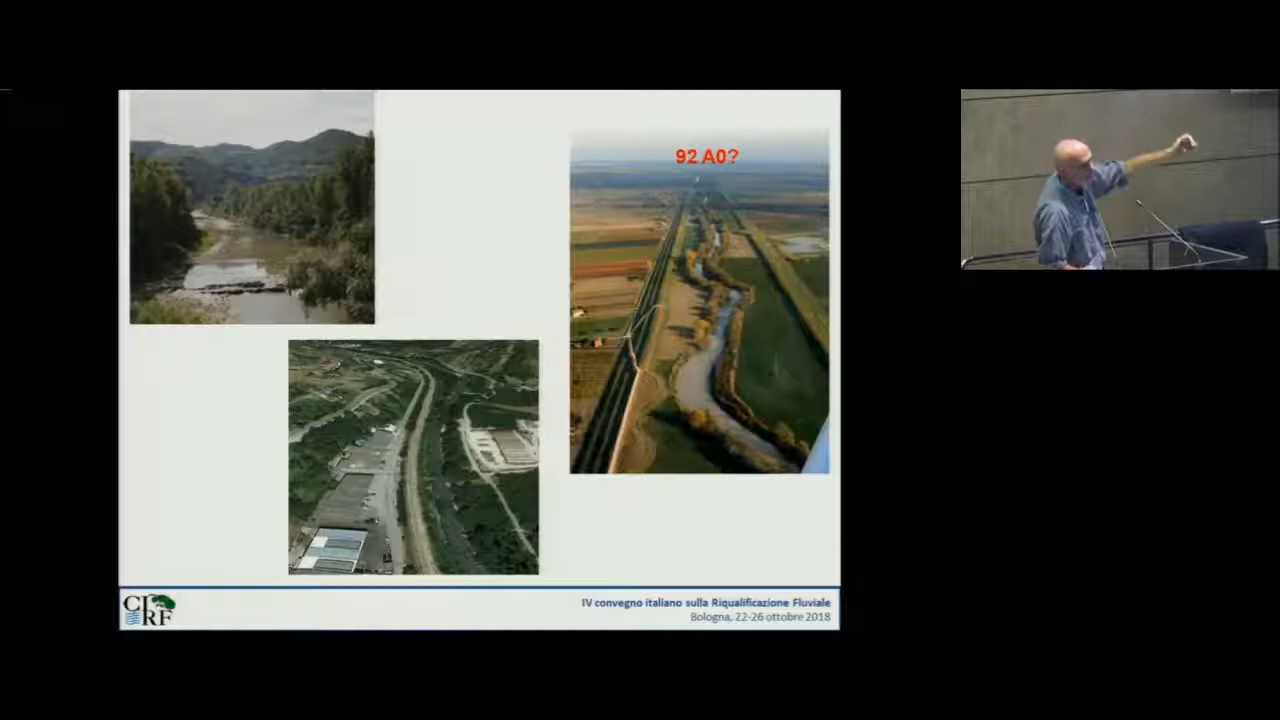 92 A0?
CIRF
IV convegno italiano sulla Riqualificazione Fluviale
Bologna, 22-26 ottobre 2018